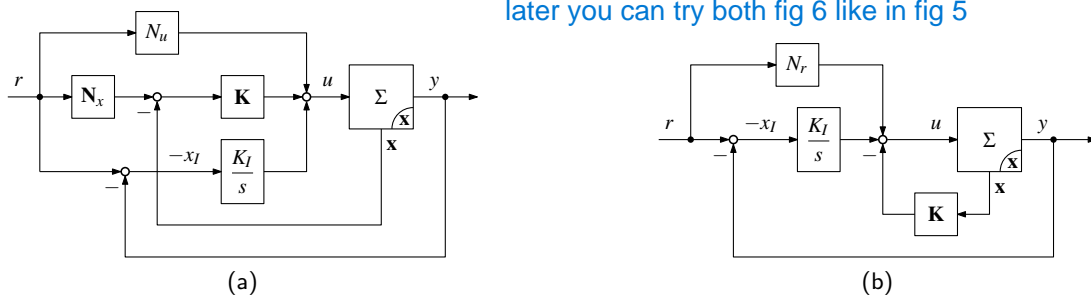 later you can try both fig 6 like in fig 5
N_u
r
N_x
−
K
u
Σ
x
y
x
−x_I
K_I
s
−
(a)
N_r
r
−
−x_I
K_I
s
−
u
Σ
x
y
x
K
(b)